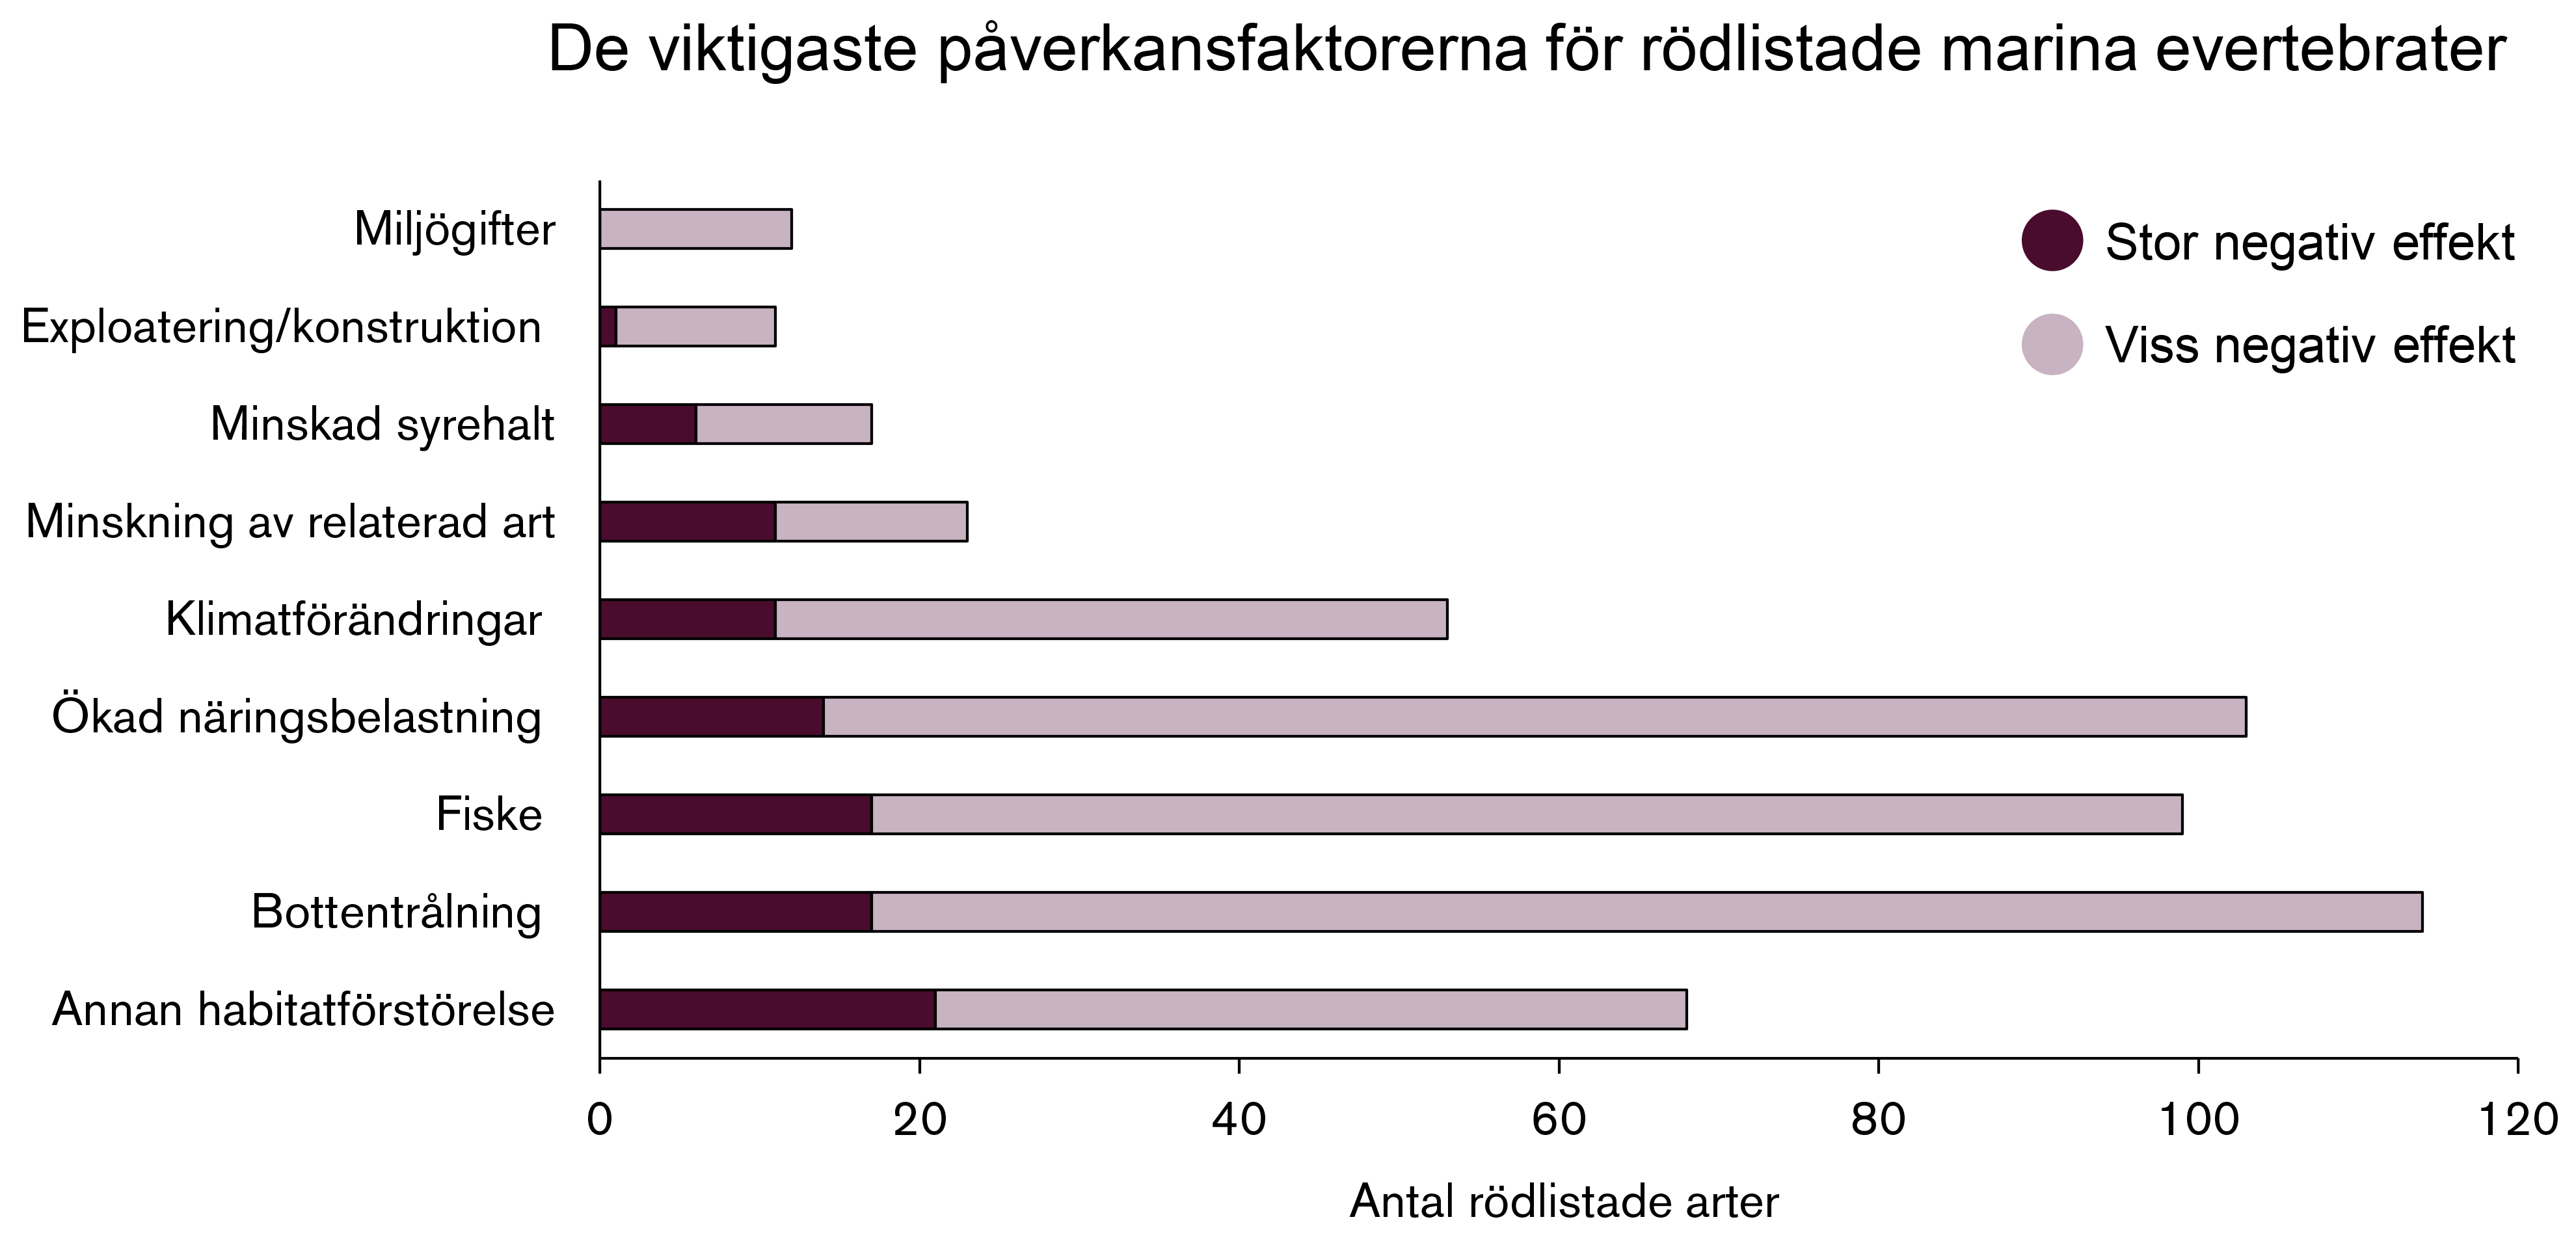 De viktigaste påverkansfaktorerna för rödlistade marina evertebrater
Stor negativ effekt
Viss negativ effekt
Miljögifter
Exploatering/konstruktion
Minskad syrehalt
Minskning av relaterad art
Klimatförändringar
Ökad näringsbelastning
Fiske
Bottentrålning
Annan habitatförstörelse
0 20 40 60 80 100 120
Antal rödlistade arter